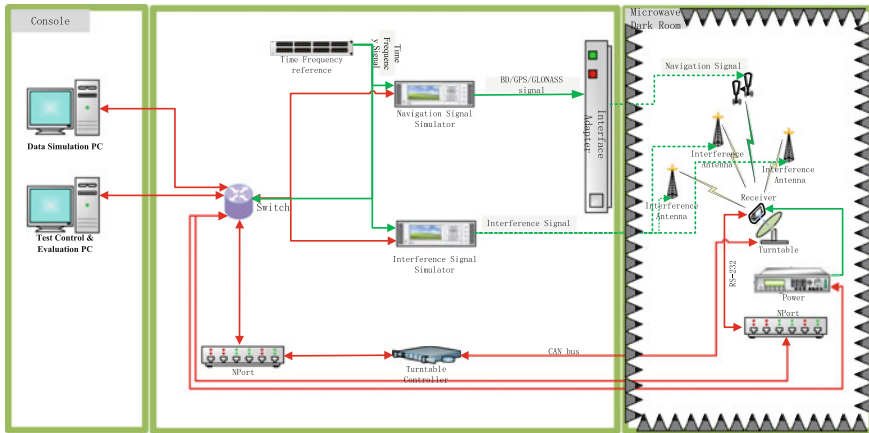 Console
Microwave
Dark Room
Time Frequency
reference
Time
Frequenc
y Signal
Navigation Signal
BD/GPS/GLONASS
signal
Navigation Signal
Simulator
Interface
Adapter
Data Simulation PC
Interference
Antenna
Interference
Antenna
Interference
Antenna
Receiver
Switch
Test Control &
Evaluation PC
Interference Signal
Interference Signal
Simulator
Turntable
RS-232
Power
NPort
NPort
Turntable
Controller
CAN bus